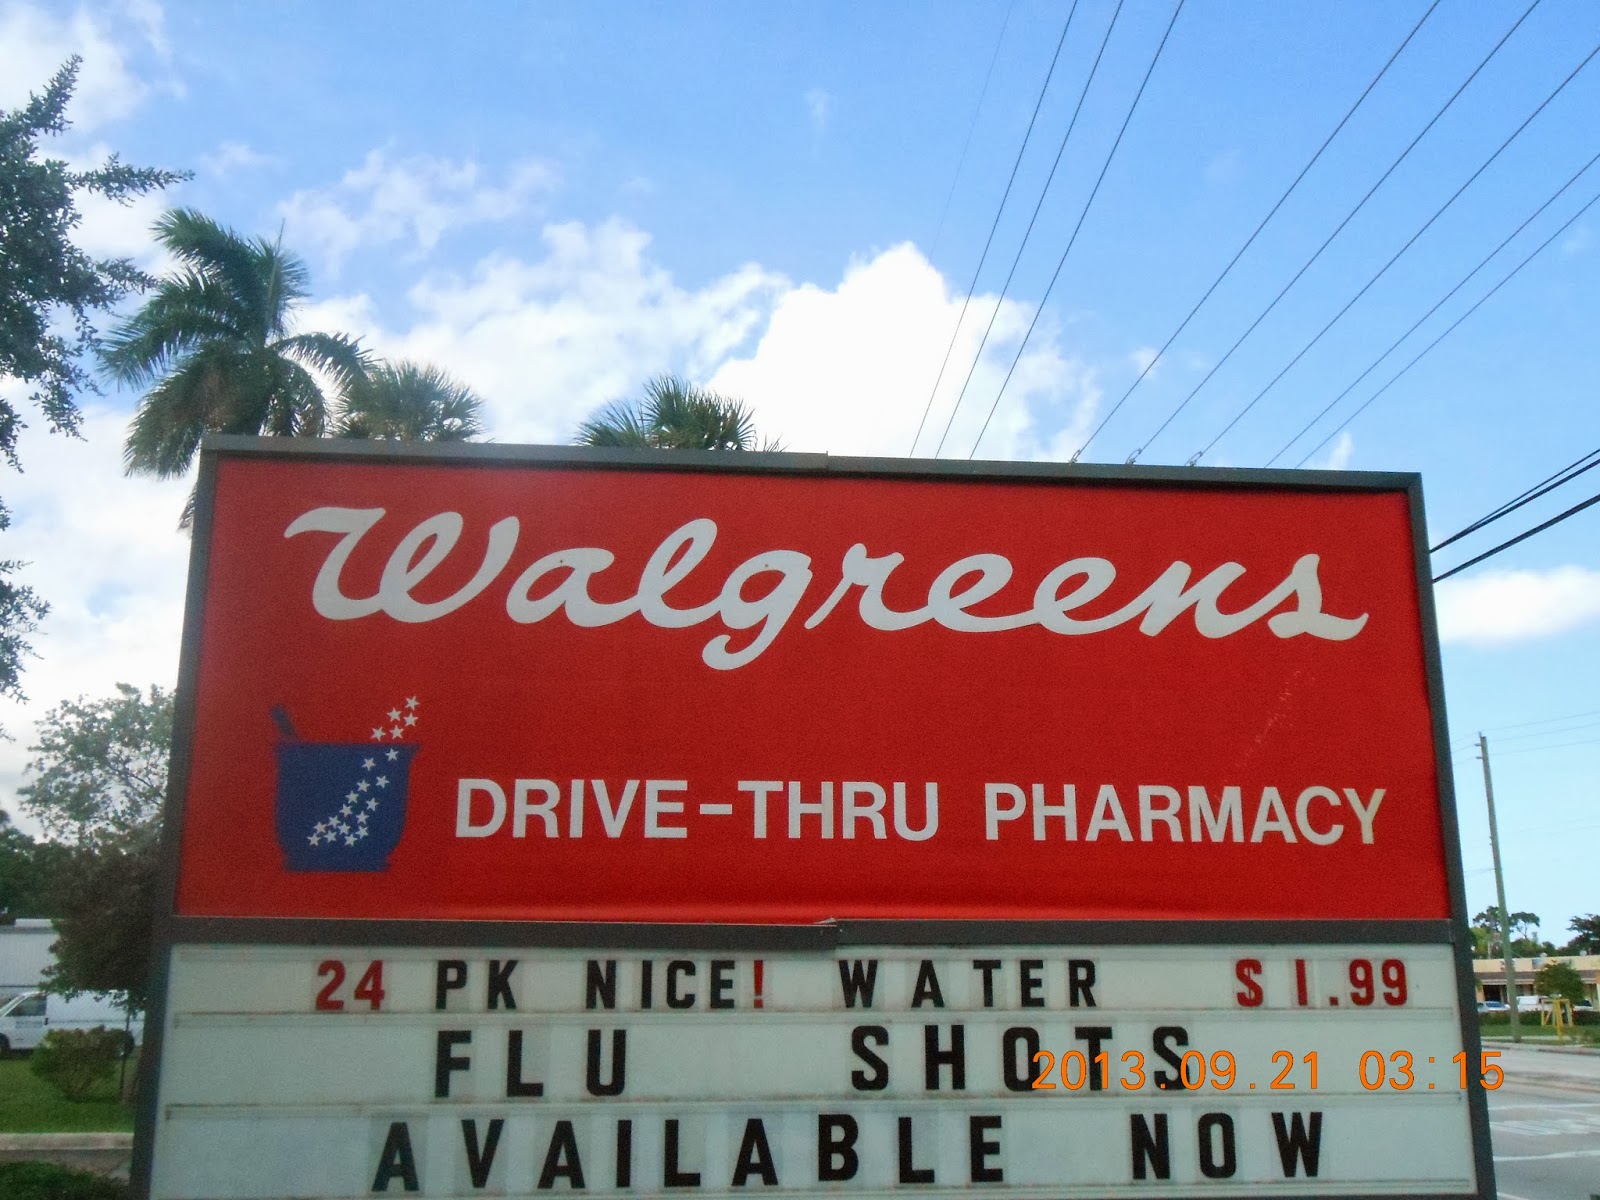 Walgreens
DRIVE-THRU PHARMACY
24 PK NICE! WATER $1.99
FLU SHOTS
2013.09.21 03:15
AVAILABLE NOW